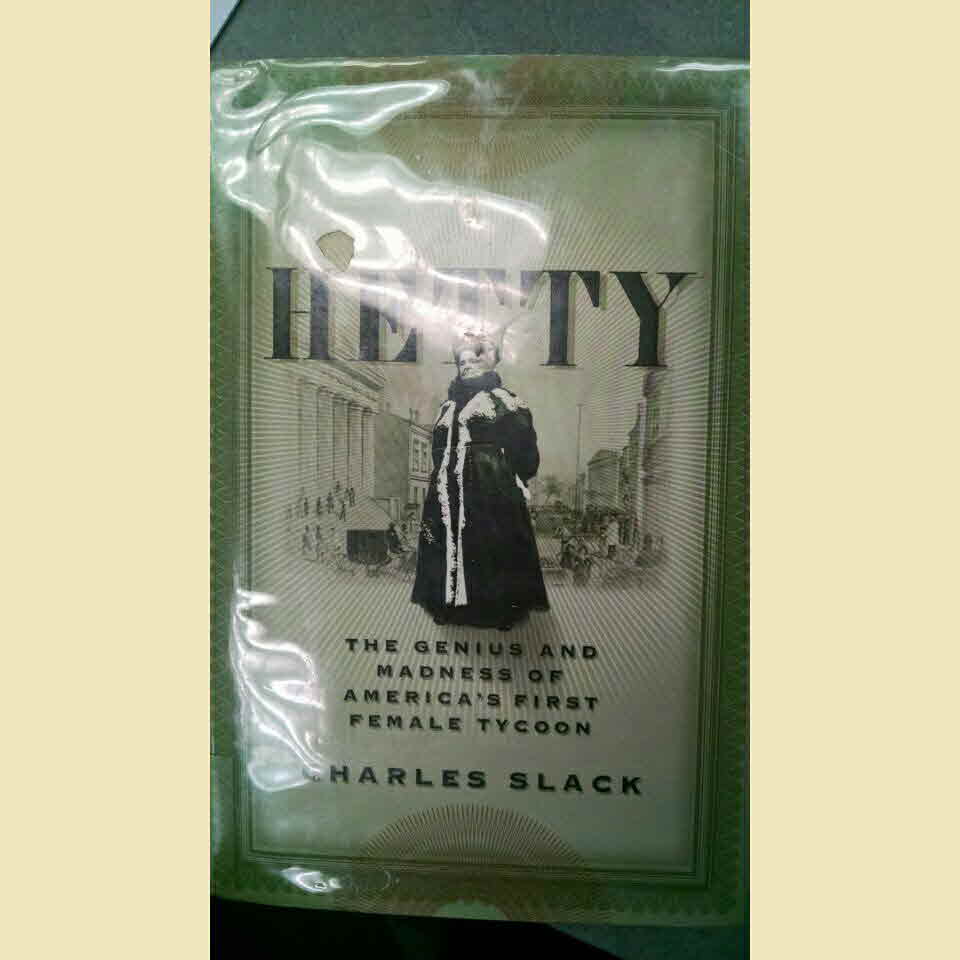 HETTY
THE GENIUS AND
MADNESS OF
AMERICA'S FIRST
FEMALE TYCOON
CHARLES SLACK